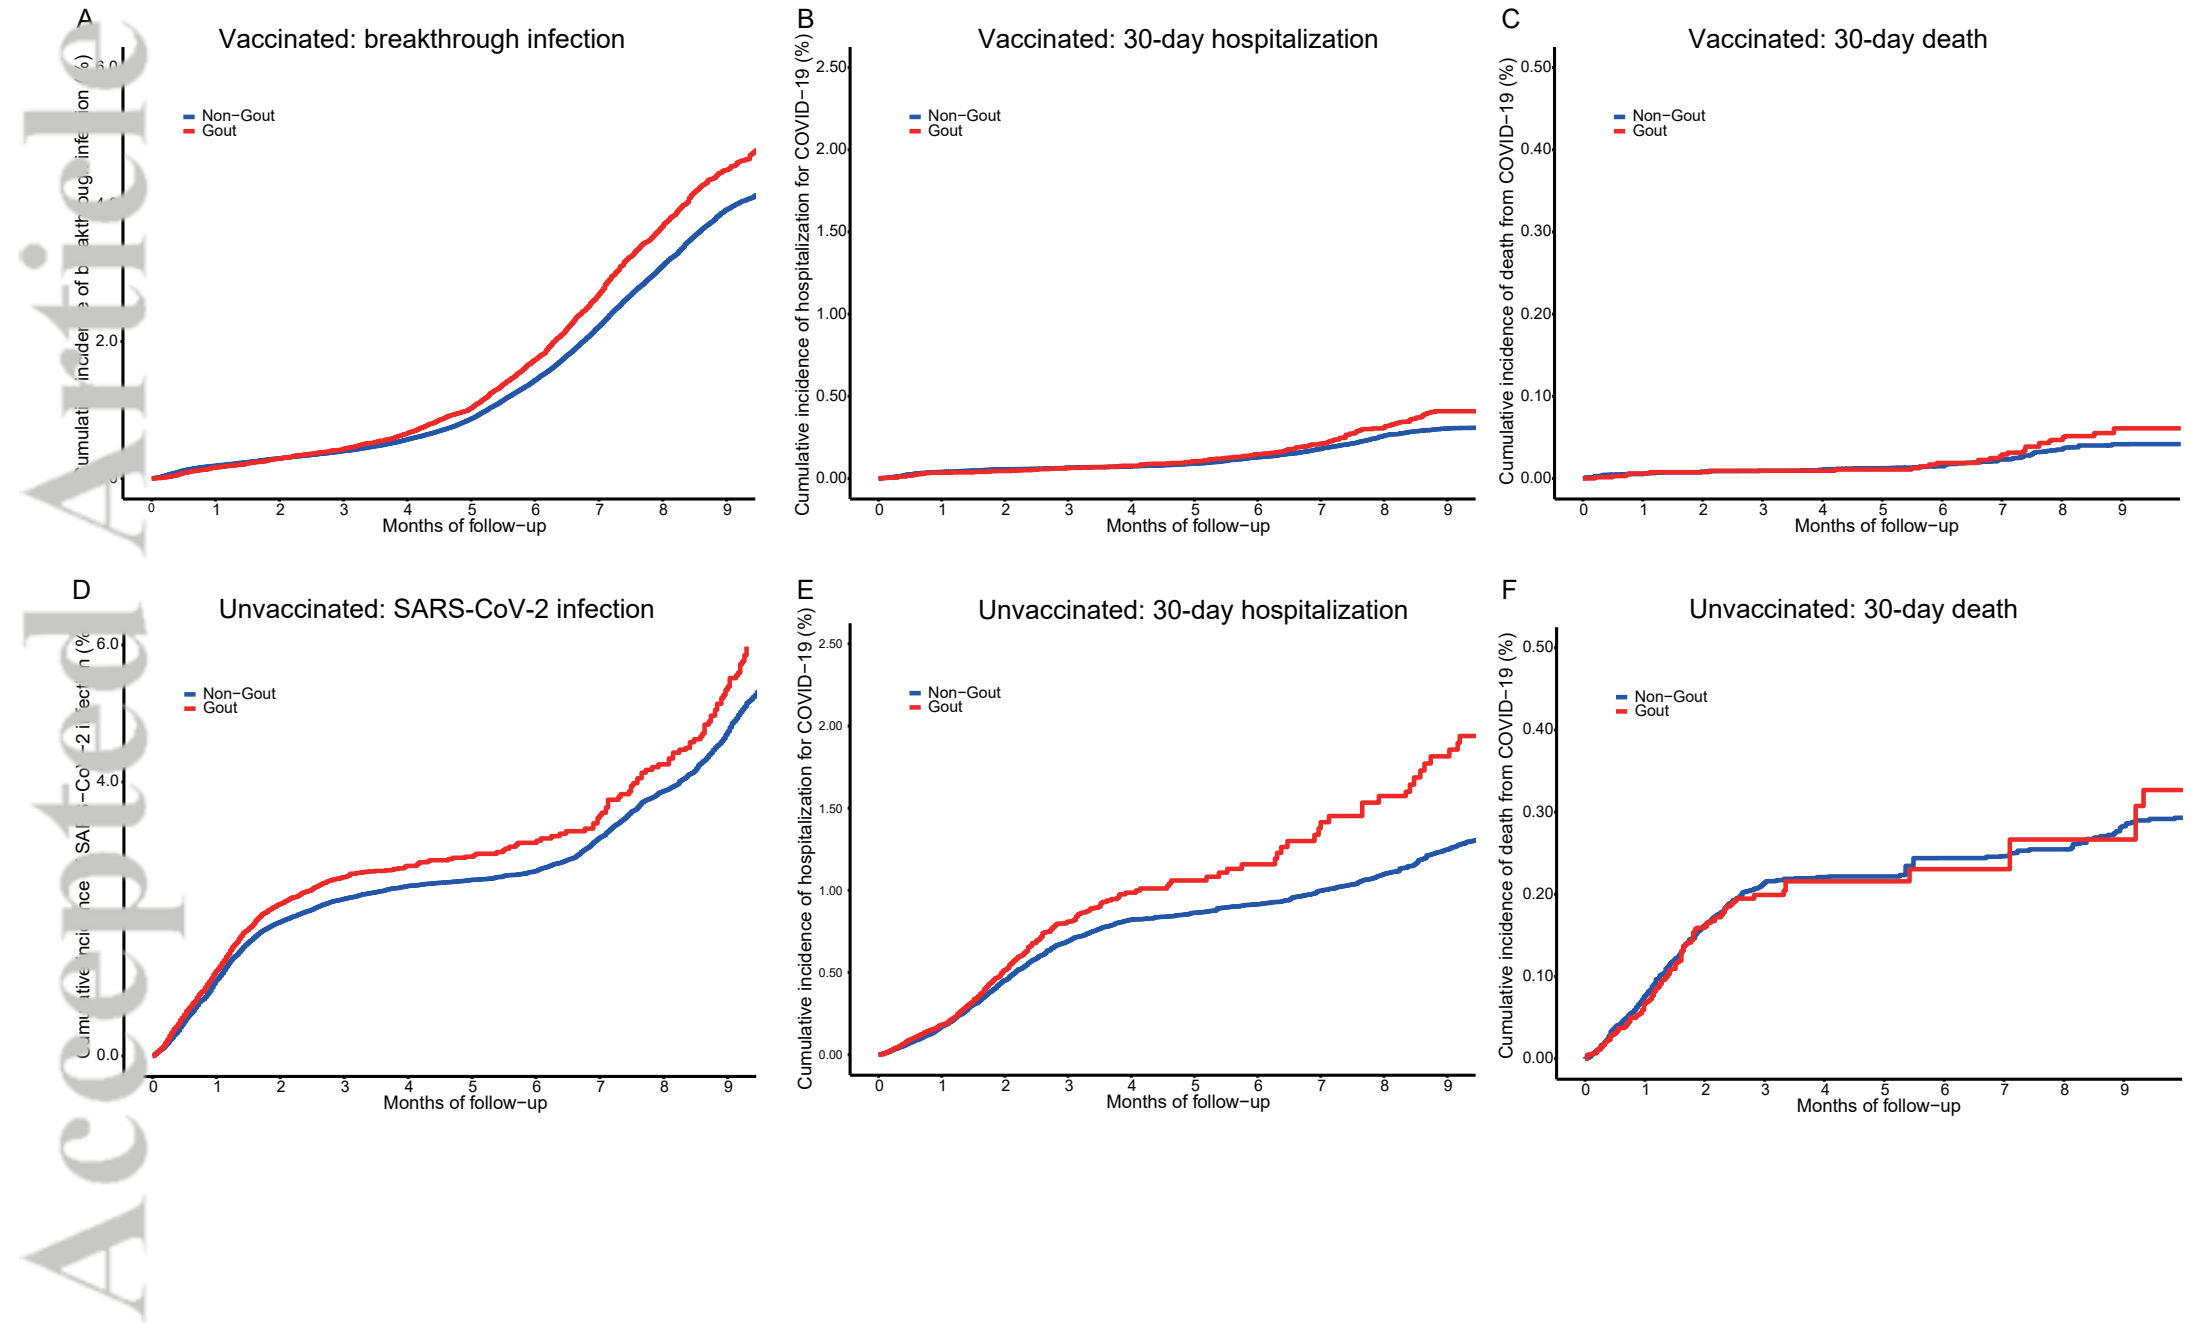 A
Vaccinated: breakthrough infection
Non−Gout
Gout
2.0
0 1 2 3 4 5 6 7 8 9
Months of follow−up
B
Vaccinated: 30-day hospitalization
Cumulative incidence of hospitalization for COVID−19 (%)
2.50
2.00
1.50
1.00
0.50
0.00
Non−Gout
Gout
0 1 2 3 4 5 6 7 8 9
Months of follow−up
C
Vaccinated: 30-day death
Cumulative incidence of death from COVID−19 (%)
0.50
0.40
0.30
0.20
0.10
0.00
Non−Gout
Gout
0 1 2 3 4 5 6 7 8 9
Months of follow−up
D
Unvaccinated: SARS-CoV-2 infection
6.0
4.0
0.0
Non−Gout
Gout
0 1 2 3 4 5 6 7 8 9
Months of follow−up
E
Unvaccinated: 30-day hospitalization
Cumulative incidence of hospitalization for COVID−19 (%)
2.50
2.00
1.50
1.00
0.50
0.00
Non−Gout
Gout
0 1 2 3 4 5 6 7 8 9
Months of follow−up
F
Unvaccinated: 30-day death
Cumulative incidence of death from COVID−19 (%)
0.50
0.40
0.30
0.20
0.10
0.00
Non−Gout
Gout
0 1 2 3 4 5 6 7 8 9
Months of follow−up
Accepted Article